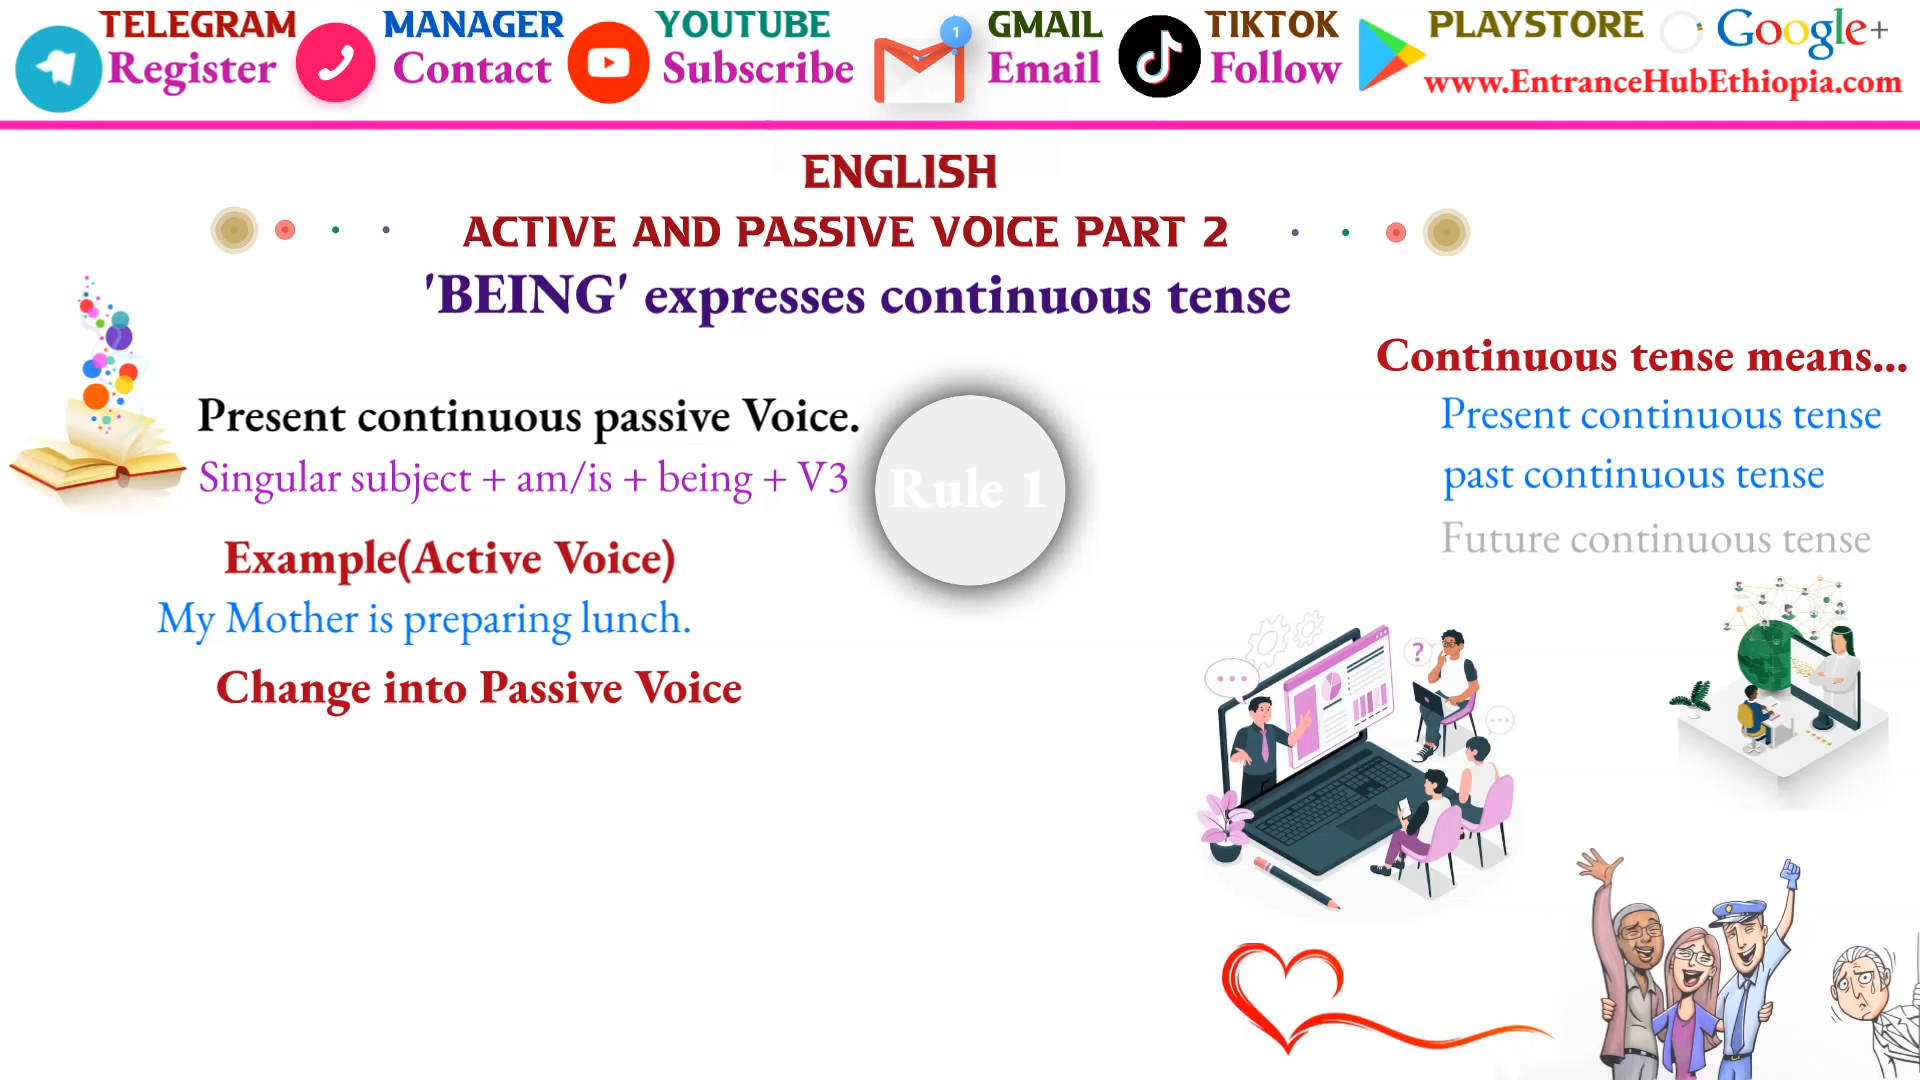 TELEGRAM
Register
MANAGER
Contact
YOUTUBE
Subscribe
1
GMAIL
Email
TIKTOK
Follow
PLAYSTORE
Google+
www.EntranceHubEthiopia.com
ENGLISH
ACTIVE AND PASSIVE VOICE PART 2
'BEING' expresses continuous tense
Continuous tense means...
Present continuous tense
past continuous tense
Future continuous tense
Present continuous passive Voice.
Singular subject + am/is + being + V3
Rule 1
Example(Active Voice)
My Mother is preparing lunch.
Change into Passive Voice
?